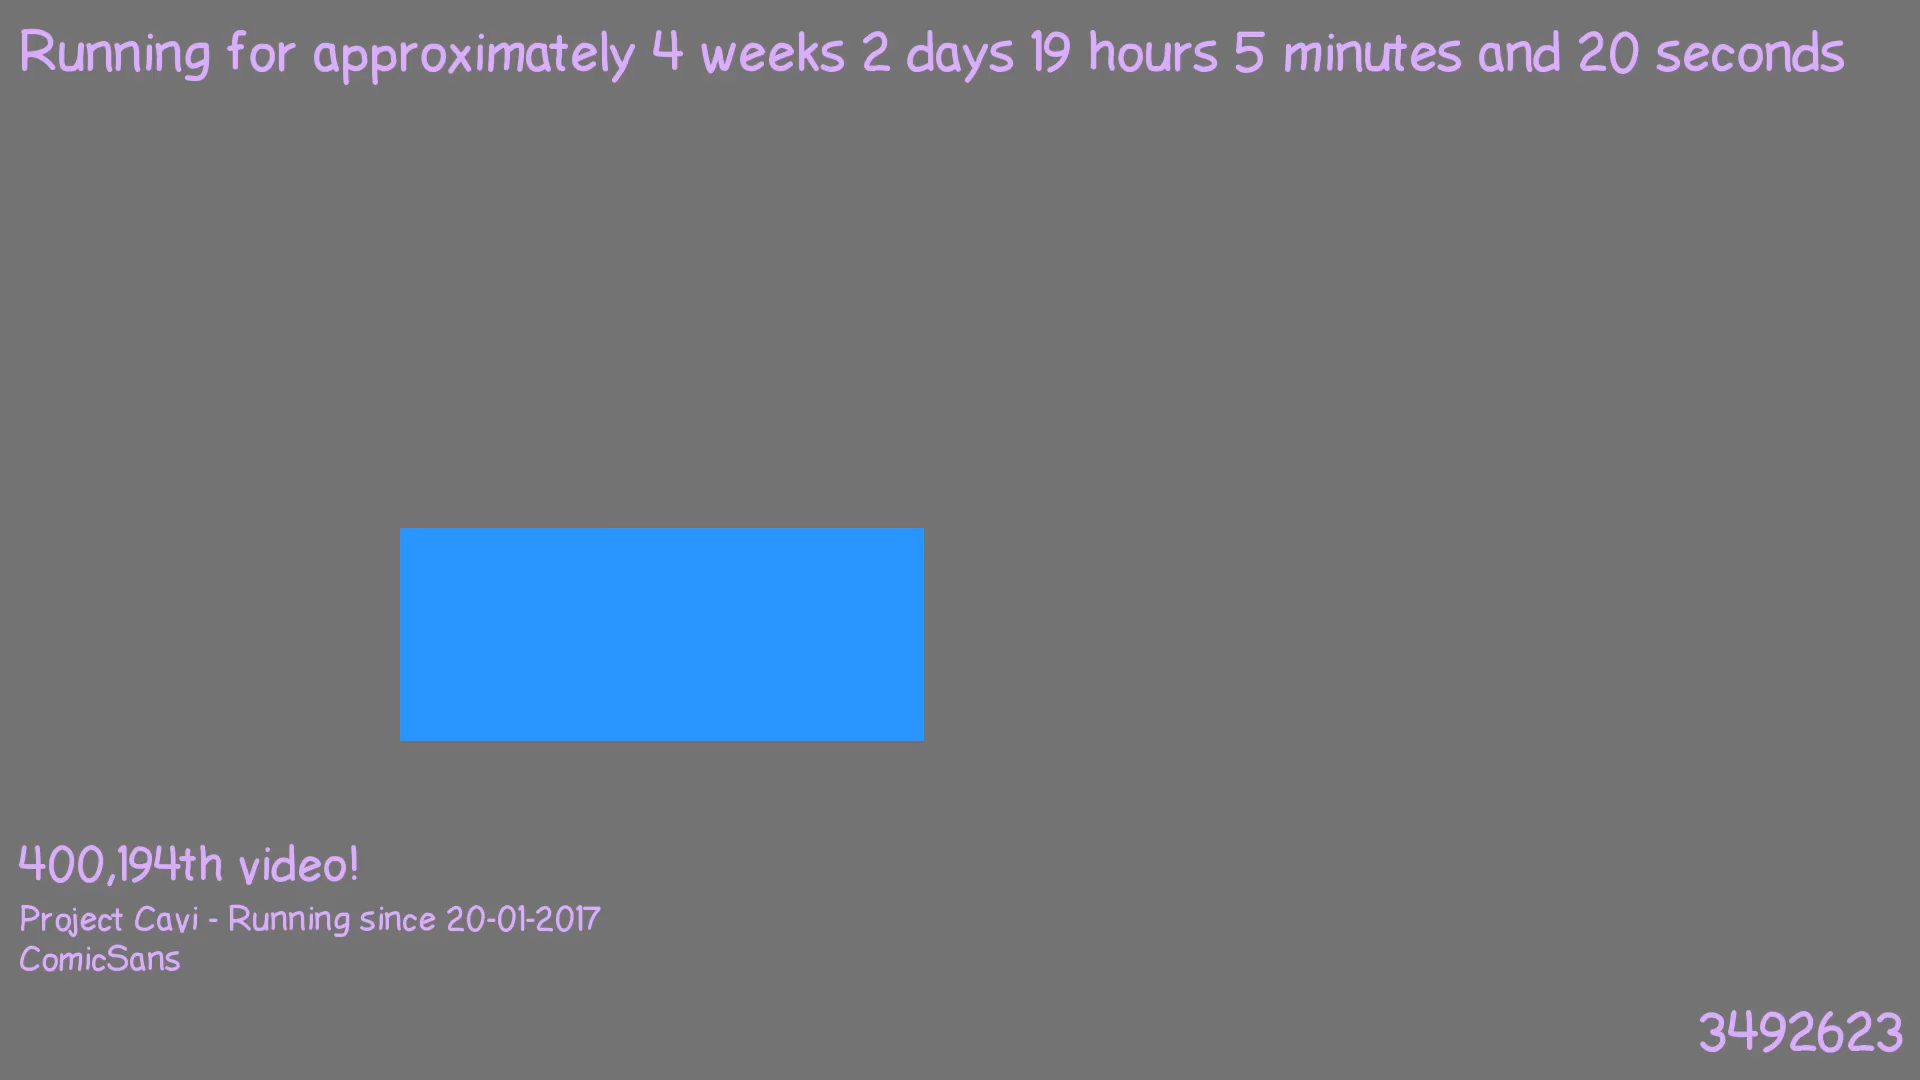 Running for approximately 4 weeks 2 days 19 hours 5 minutes and 20 seconds
400,194th video!
Project Cavi - Running since 20-01-2017
ComicSans
3492623